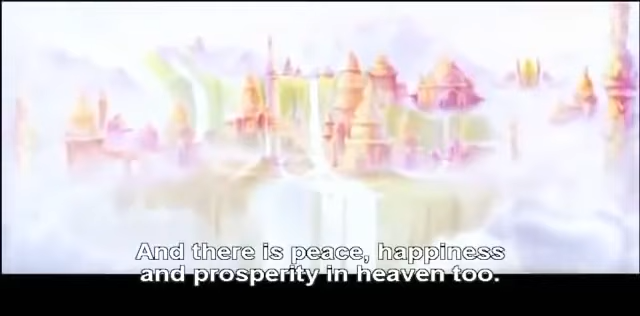 And there is peace, happiness
and prosperity in heaven too.